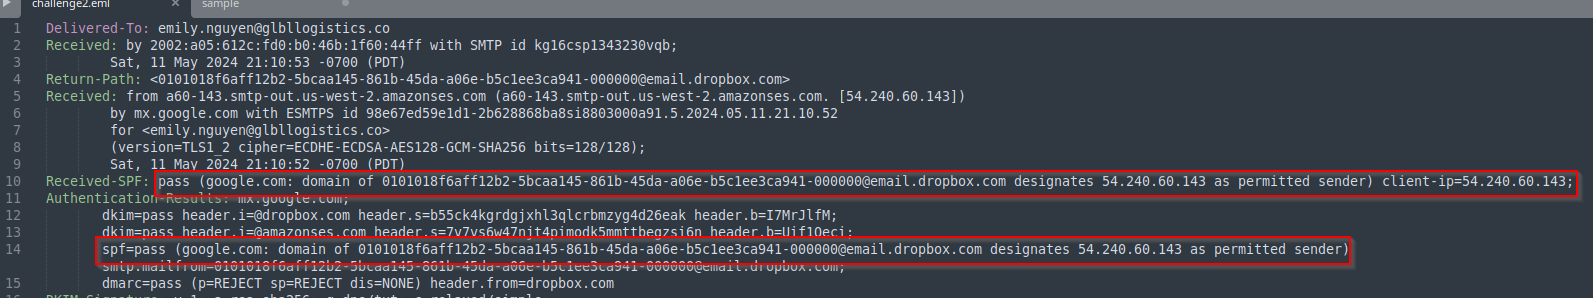 challenge2.eml × sample
1 Delivered-To: emily.nguyen@glbllogistics.co
2 Received: by 2002:a05:612c:fd0:b0:46b:1f60:44ff with SMTP id kg16csp1343230vqb;
3 Sat, 11 May 2024 21:10:53 -0700 (PDT)
4 Return-Path: <0101018f6aff12b2-5bcaa145-861b-45da-a06e-b5c1ee3ca941-000000@email.dropbox.com>
5 Received: from a60-143.smtp-out.us-west-2.amazonses.com (a60-143.smtp-out.us-west-2.amazonses.com. [54.240.60.143])
6 by mx.google.com with ESMTPS id 98e67ed59e1d1-2b628868ba8si8803000a91.5.2024.05.11.21.10.52
7 for <emily.nguyen@glbllogistics.co>
8 (version=TLS1_2 cipher=ECDHE-ECDSA-AES128-GCM-SHA256 bits=128/128);
9 Sat, 11 May 2024 21:10:52 -0700 (PDT)
10 Received-SPF: pass (google.com: domain of 0101018f6aff12b2-5bcaa145-861b-45da-a06e-b5c1ee3ca941-000000@email.dropbox.com designates 54.240.60.143 as permitted sender) client-ip=54.240.60.143;
11 Authentication-Results: mx.google.com;
12 dkim=pass header.i=@dropbox.com header.s=b55ck4kgrdgjxhl3qlcrbmzyg4d26eak header.b=I7MrJlfM;
13 dkim=pass header.i=@amazonses.com header.s=7v7vs6w47njt4pimodk5mmttbegzsi6n header.b=Uif1Oeci;
14 spf=pass (google.com: domain of 0101018f6aff12b2-5bcaa145-861b-45da-a06e-b5c1ee3ca941-000000@email.dropbox.com designates 54.240.60.143 as permitted sender)
smtp.mailfrom=0101018f6aff12b2-5bcaa145-861b-45da-a06e-b5c1ee3ca941-000000@email.dropbox.com;
15 dmarc=pass (p=REJECT sp=REJECT dis=NONE) header.from=dropbox.com